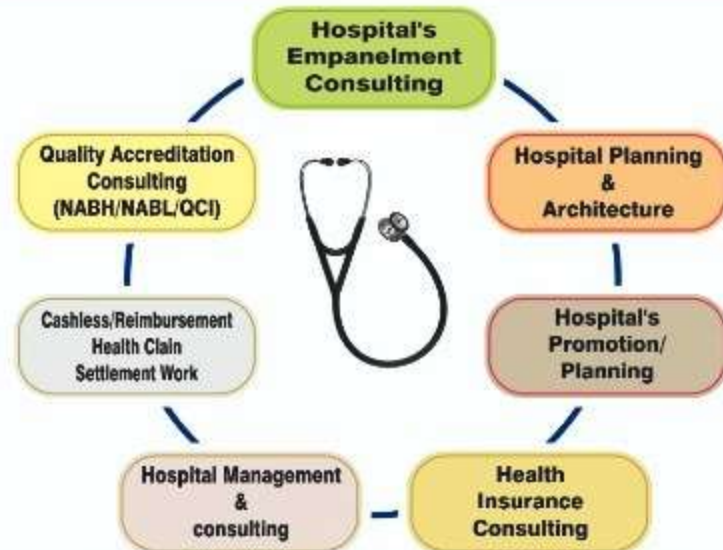 Hospital's
Empanelment
Consulting
Quality Accreditation
Consulting
(NABH/NABL/QCI)
Hospital Planning
&
Architecture
Cashless/Reimbursement
Health Clain
Settlement Work
Hospital's
Promotion/
Planning
Hospital Management
&
consulting
Health
Insurance
Consulting